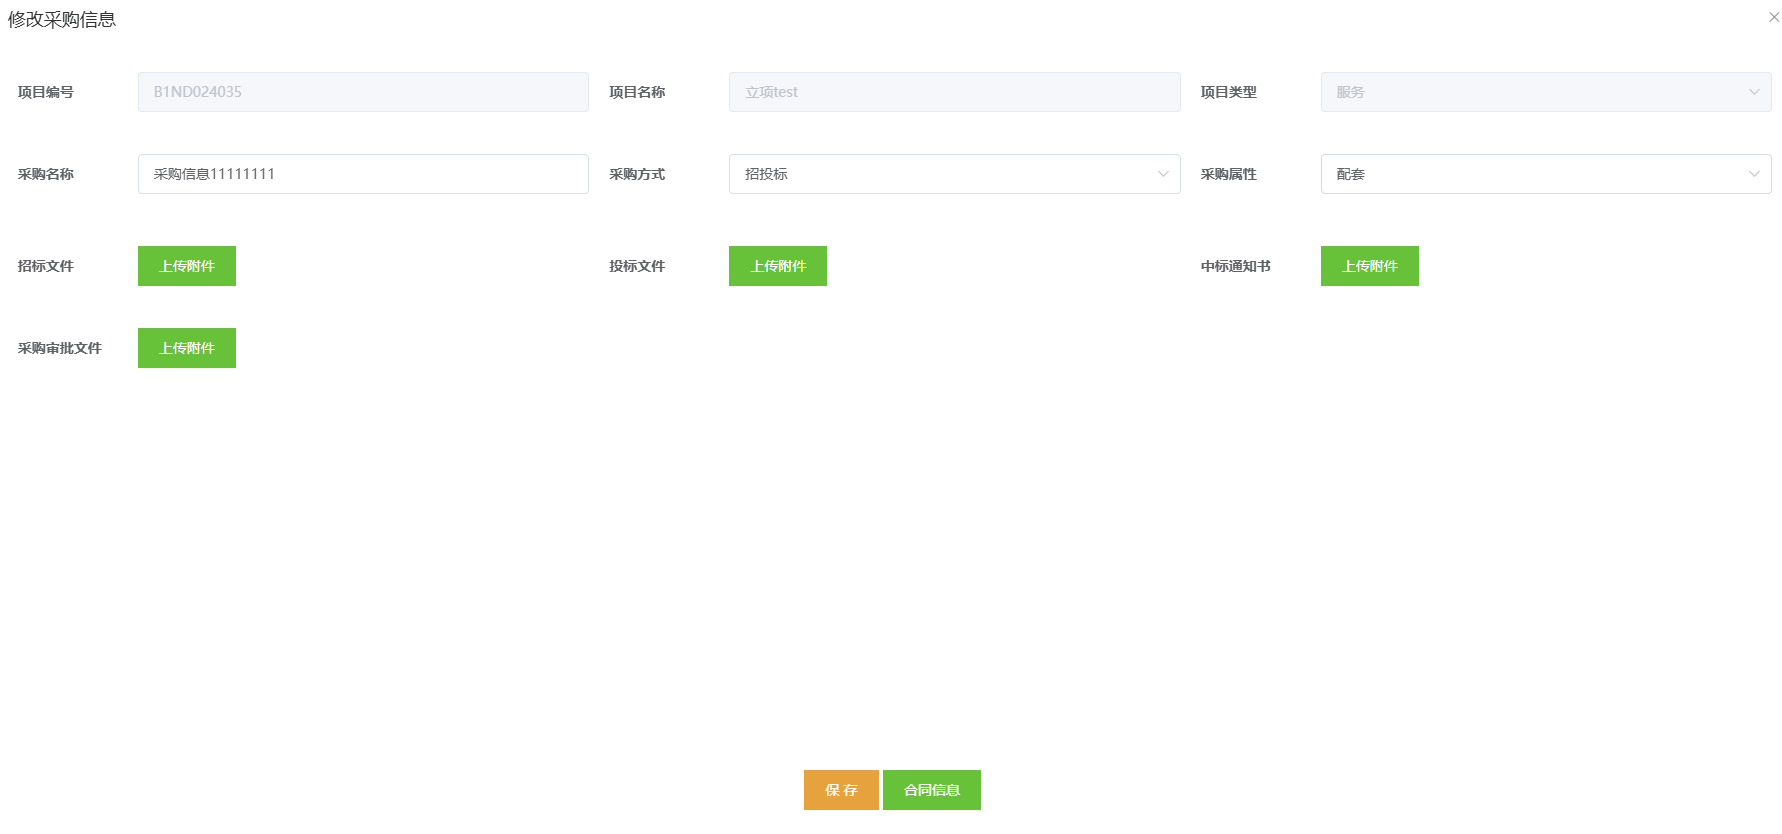 修改采购信息
项目编号 B1ND024035 项目名称 立项test 项目类型 服务
采购名称 采购信息11111111 采购方式 招投标 采购属性 配套
招标文件 上传附件 投标文件 上传附件 中标通知书 上传附件
采购审批文件 上传附件
保 存 合同信息